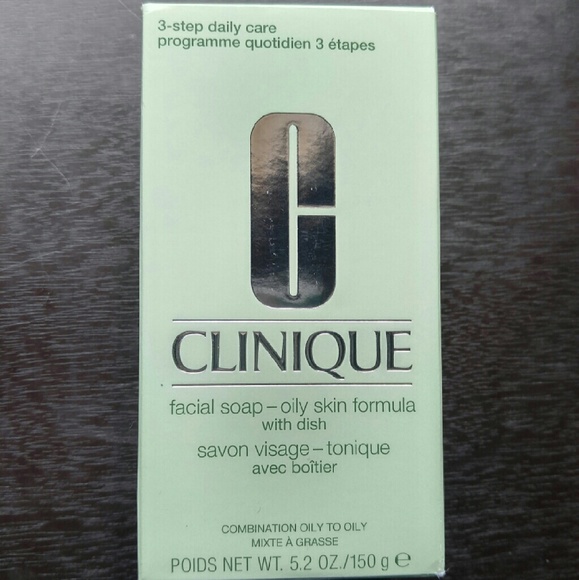 3-step daily care
programme quotidien 3 étapes
C
CLINIQUE
facial soap – oily skin formula
with dish
savon visage – tonique
avec boîtier
COMBINATION OILY TO OILY
MIXTE À GRASSE
POIDS NET WT. 5.2 OZ./150 g ℮